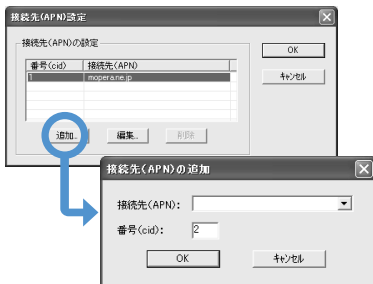 接続先(APN)設定
接続先(APN)の設定
番号(cid) 接続先(APN)
1 mopera.ne.jp
追加... 編集... 削除
OK
キャンセル
接続先(APN)の追加
接続先(APN):
番号(cid): 2
OK キャンセル